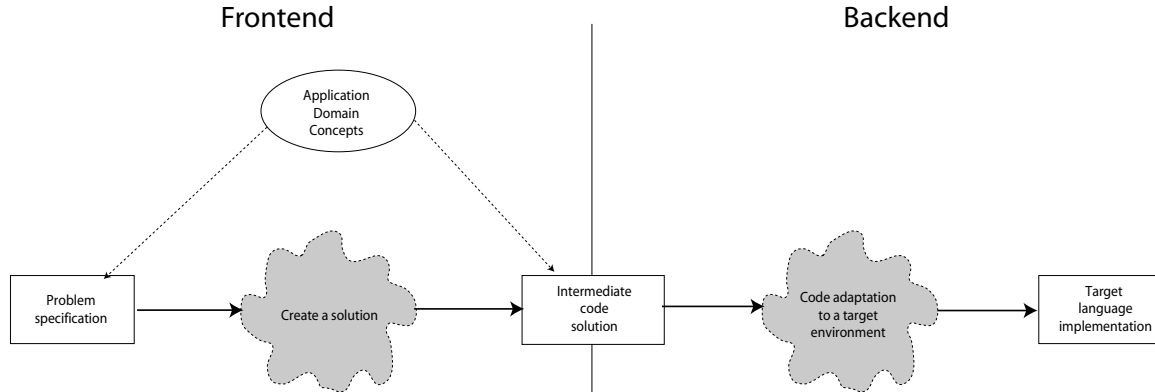 Frontend
Backend
Application
Domain
Concepts
Problem
specification
Create a solution
Intermediate
code
solution
Code adaptation
to a target
environment
Target
language
implementation